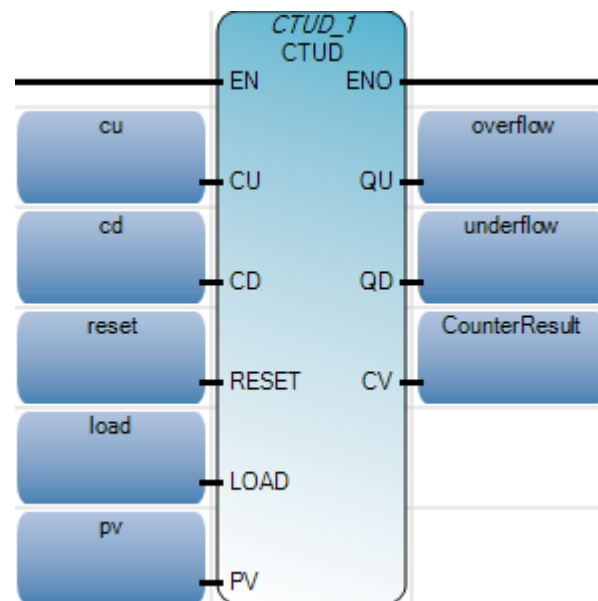 CTUD_1
CTUD
EN ENO
cu overflow
CU QU
cd underflow
CD QD
reset CounterResult
RESET CV
load
LOAD
pv
PV